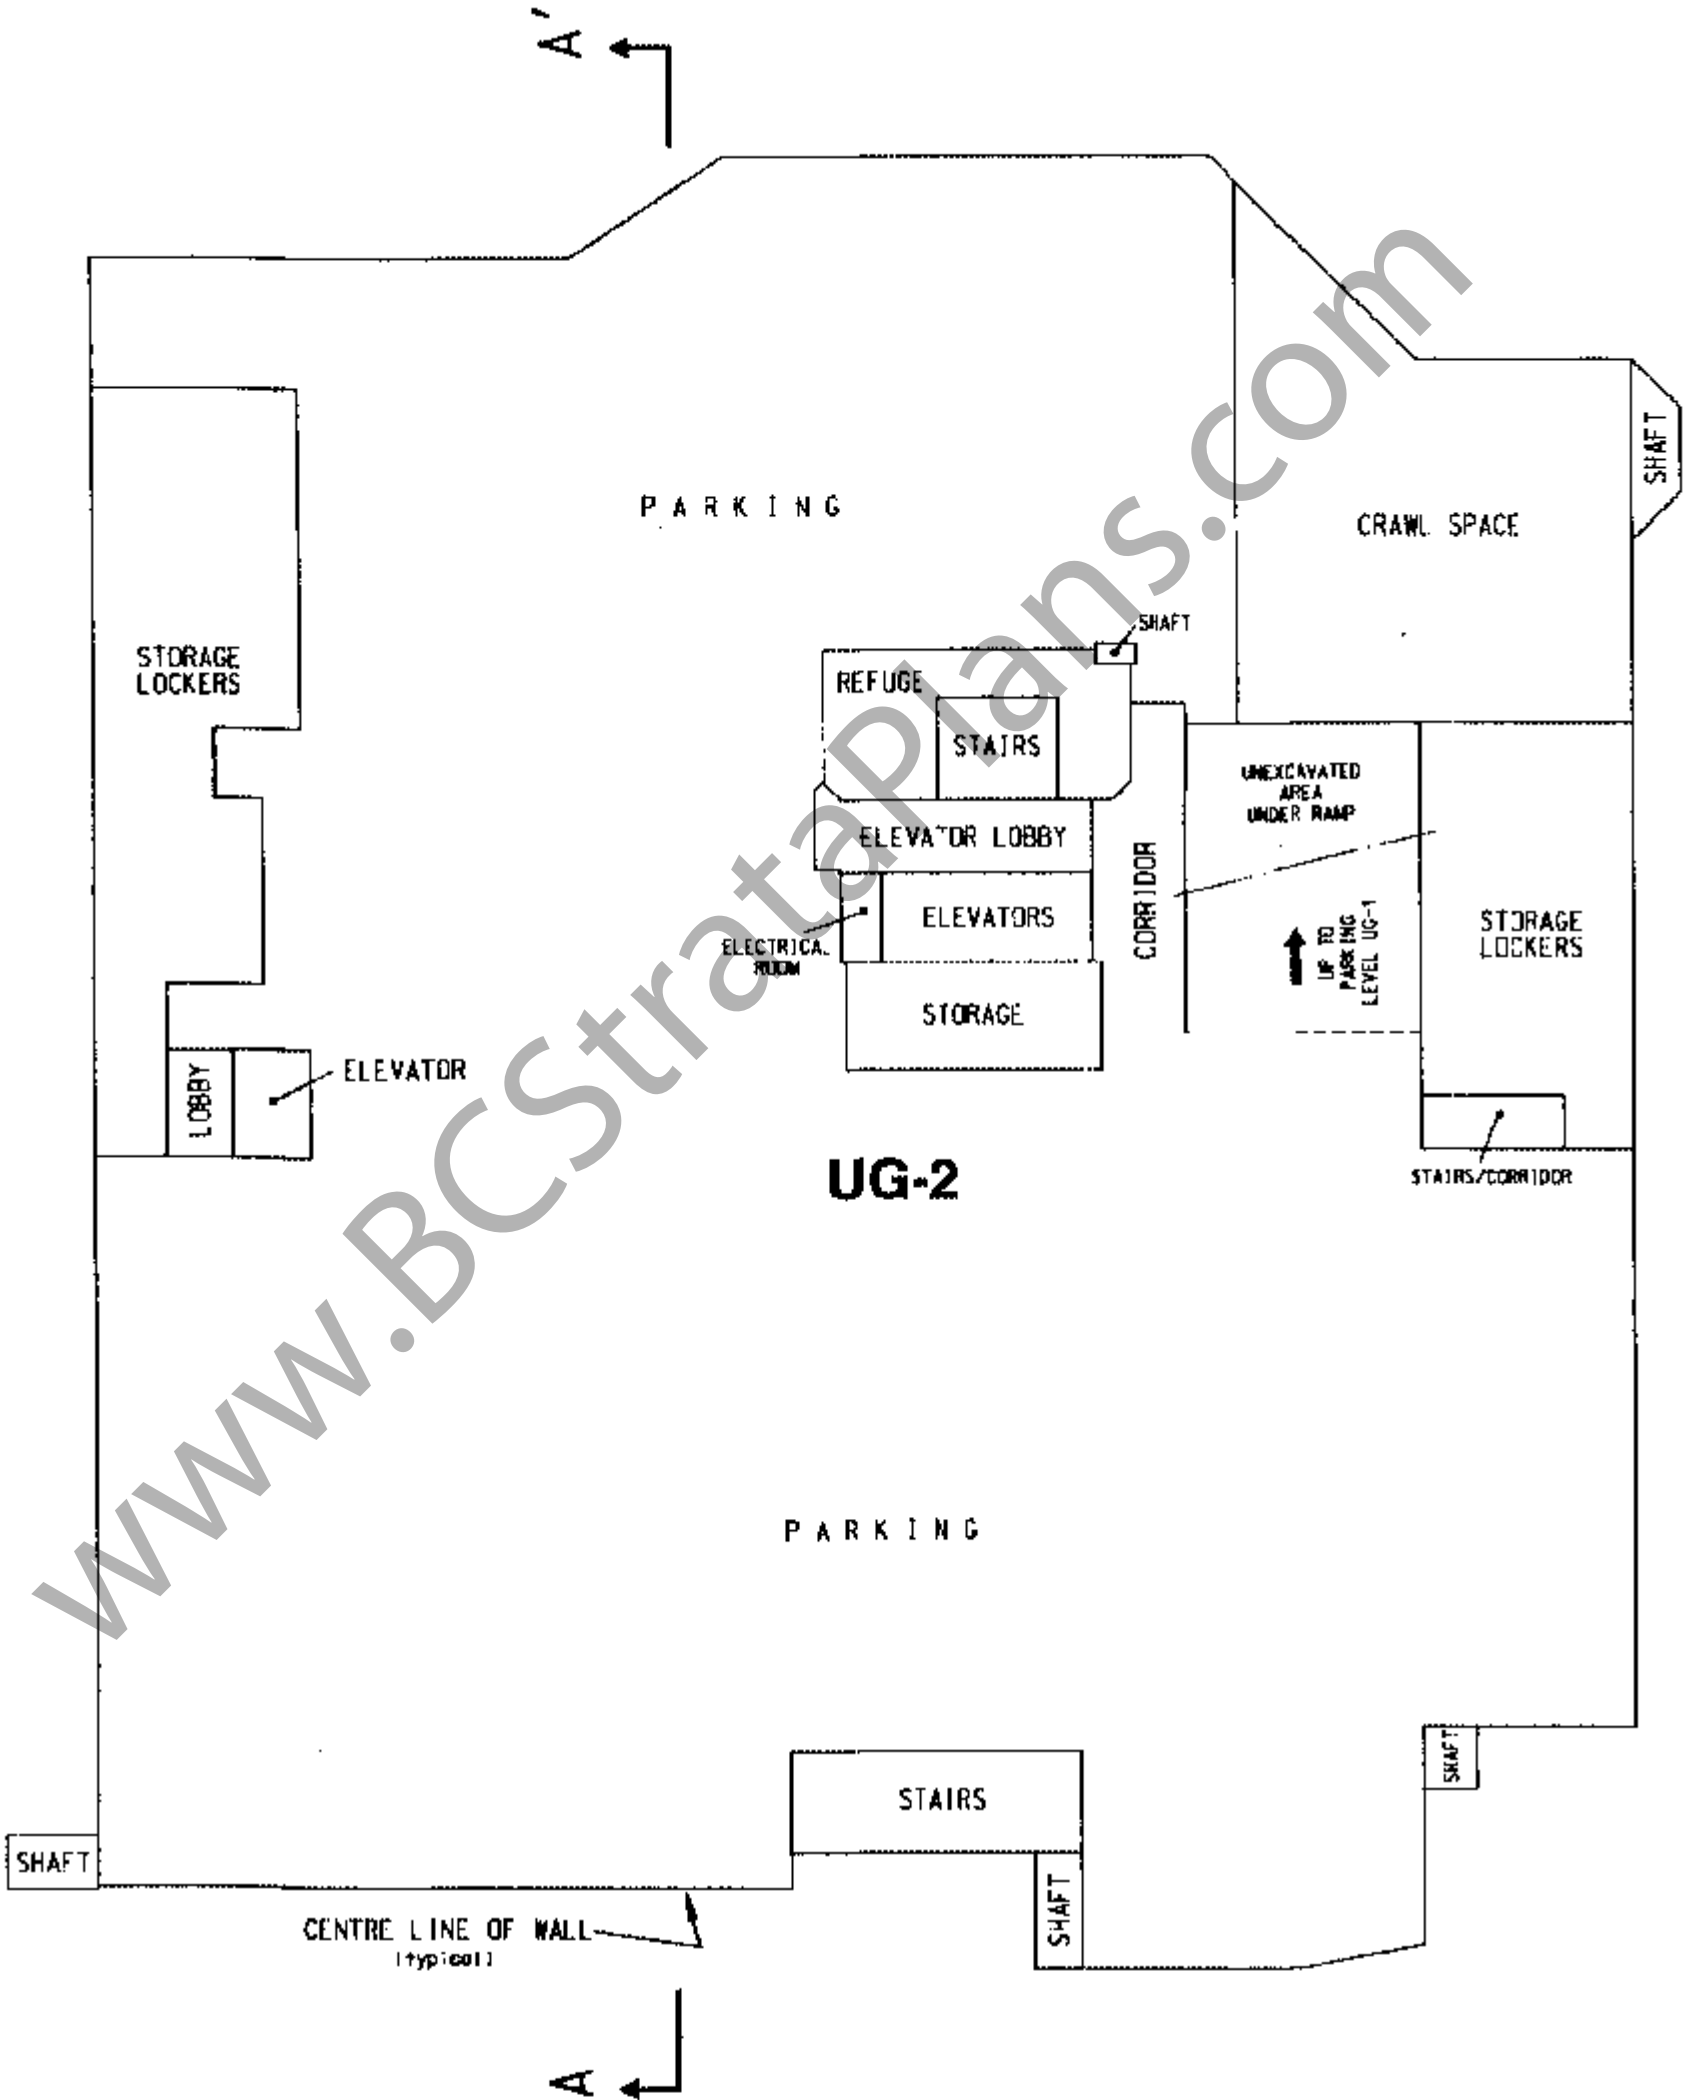 A'
PARKING
SHAFT
CRAWL SPACE
SHAFT
STORAGE
LOCKERS
REFUGE
STAIRS
UNEXCAVATED
AREA
UNDER RAMP
ELEVATOR LOBBY
CORRIDOR
ELEVATORS
ELECTRICAL
ROOM
UP TO
PARKING
LEVEL UG-1
STORAGE
LOCKERS
STORAGE
ELEVATOR
LOBBY
UG-2
STAIRS/CORRIDOR
PARKING
SHAFT
STAIRS
SHAFT
SHAFT
CENTRE LINE OF WALL
(typical)
A
www.BCStrataPlans.com